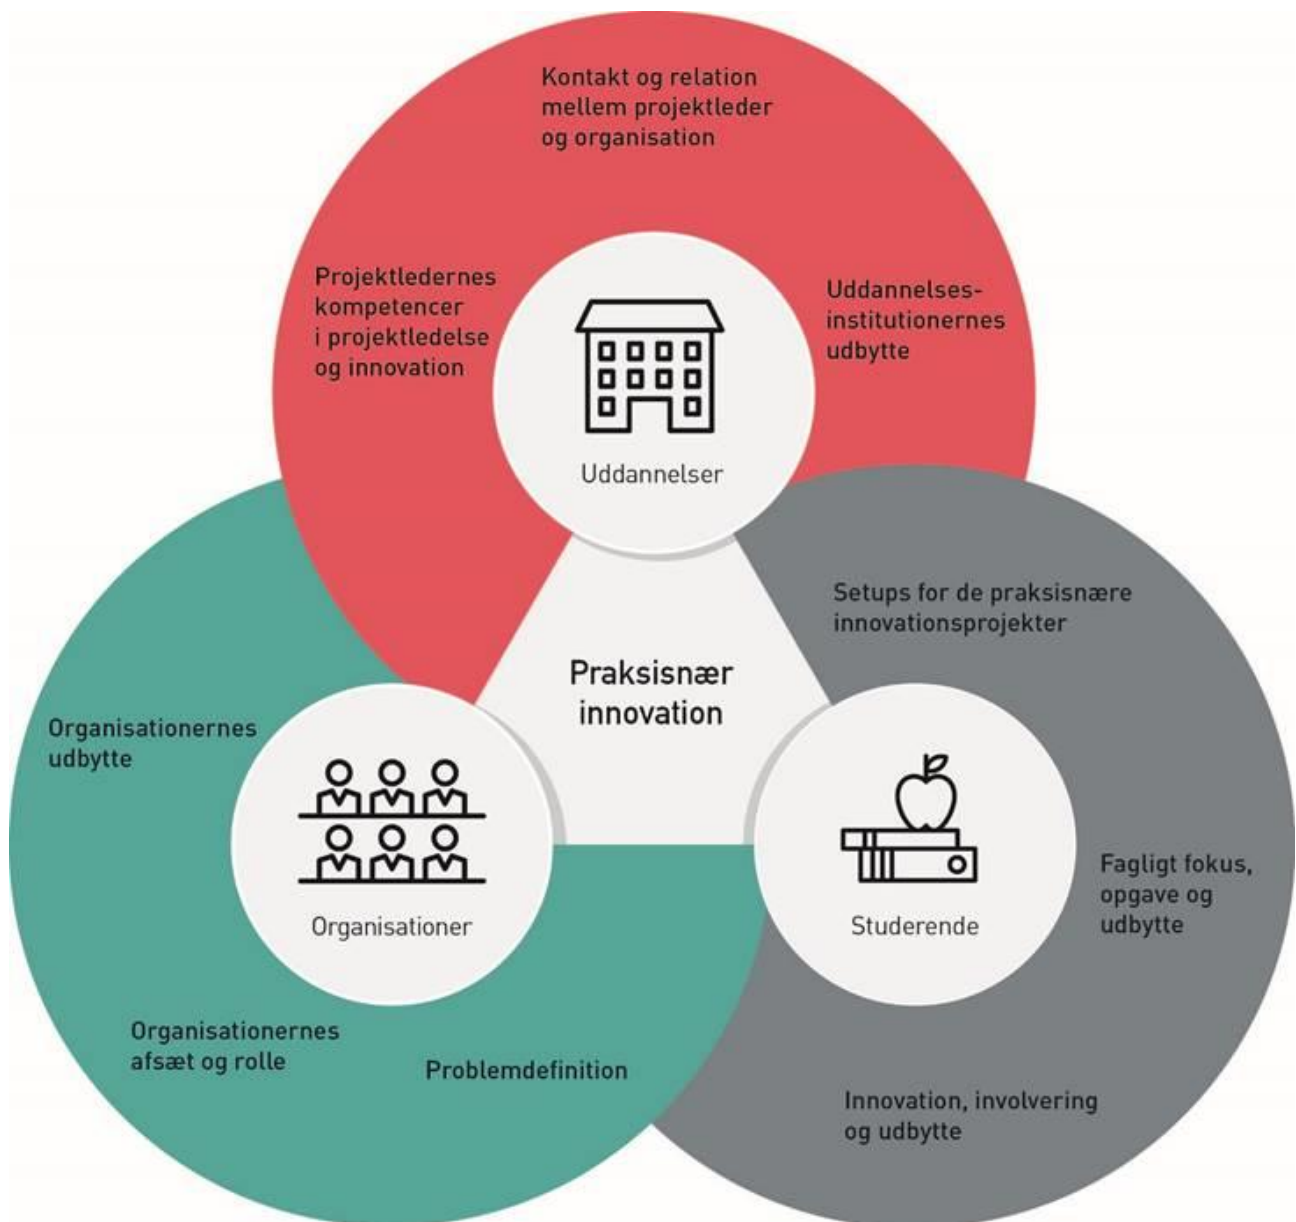 Kontakt og relation
mellem projektleder
og organisation
Projektledernes
kompetencer
i projektledelse
og innovation
Uddannelses-
institutionernes
udbytte
Uddannelser
Setups for de praksisnære
innovationsprojekter
Praksisnær
innovation
Organisationernes
udbytte
Organisationer
Studerende
Fagligt fokus,
opgave og
udbytte
Organisationernes
afsæt og rolle
Problemdefinition
Innovation, involvering
og udbytte